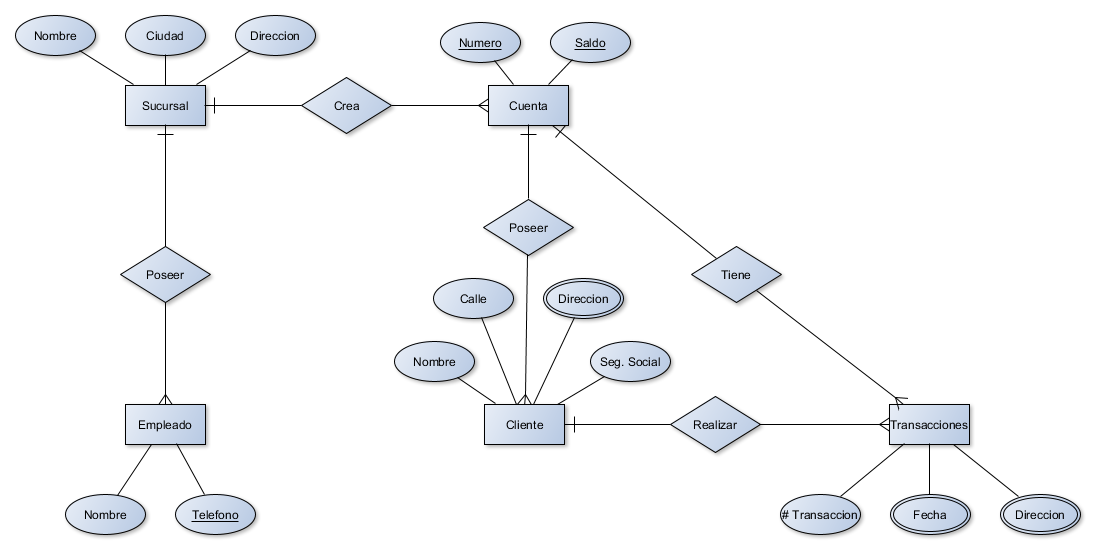 Nombre
Ciudad
Direccion
Numero
Saldo
Sucursal
Crea
Cuenta
Poseer
Poseer
Tiene
Calle
Direccion
Nombre
Seg. Social
Empleado
Cliente
Realizar
Transacciones
Nombre
Telefono
# Transaccion
Fecha
Direccion